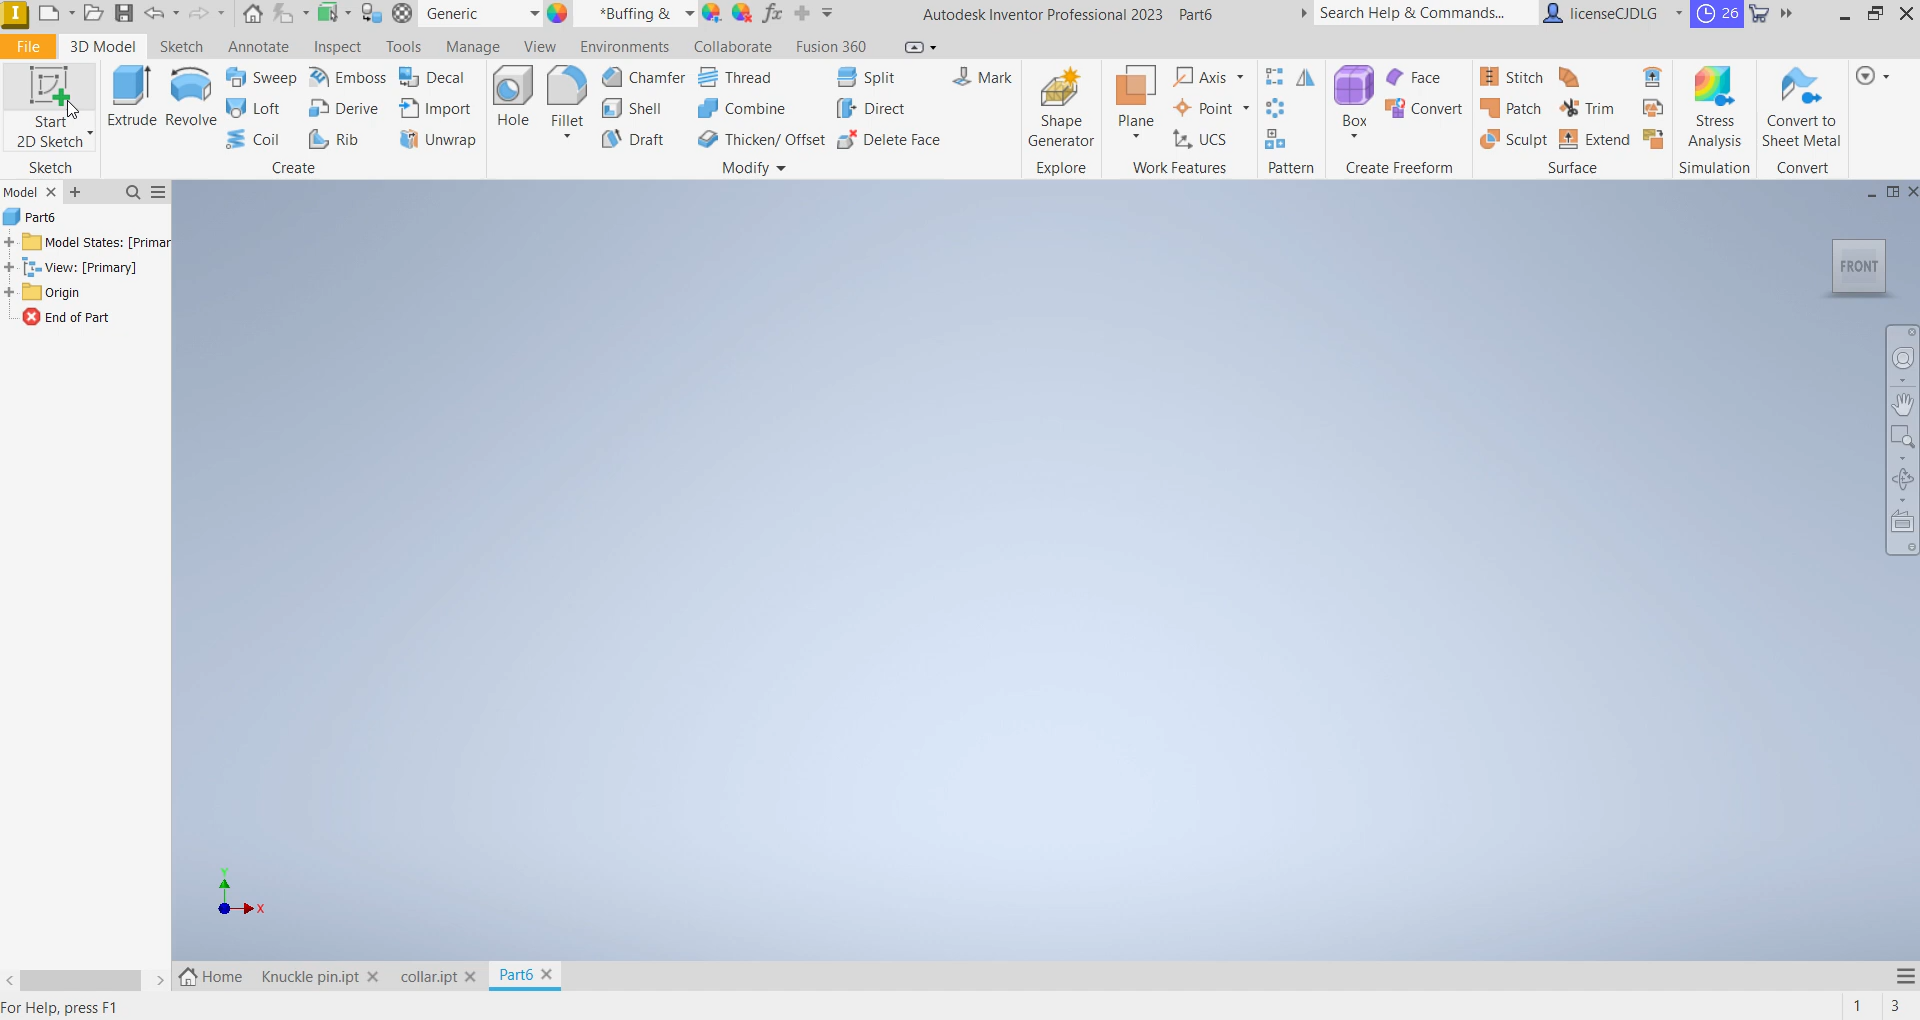 I Generic *Buffing & fx Autodesk Inventor Professional 2023 Part6 Search Help & Commands... licenseCJDLG 26
File 3D Model Sketch Annotate Inspect Tools Manage View Environments Collaborate Fusion 360
Start
2D Sketch
Sketch
Extrude Revolve Sweep Emboss Decal
Loft Derive Import
Coil Rib Unwrap
Create
Hole Fillet Chamfer Thread Split Mark
Shell Combine Direct
Draft Thicken/ Offset Delete Face
Modify
Shape
Generator
Explore
Plane Axis
Point
UCS
Work Features
Pattern
Box Face
Convert
Create Freeform
Stitch
Patch Trim
Sculpt Extend
Surface
Stress
Analysis
Simulation
Convert to
Sheet Metal
Convert
Model
Part6
Model States: [Primar
View: [Primary]
Origin
End of Part
FRONT
Y
X
Home Knuckle pin.ipt collar.ipt Part6
For Help, press F1 1 3